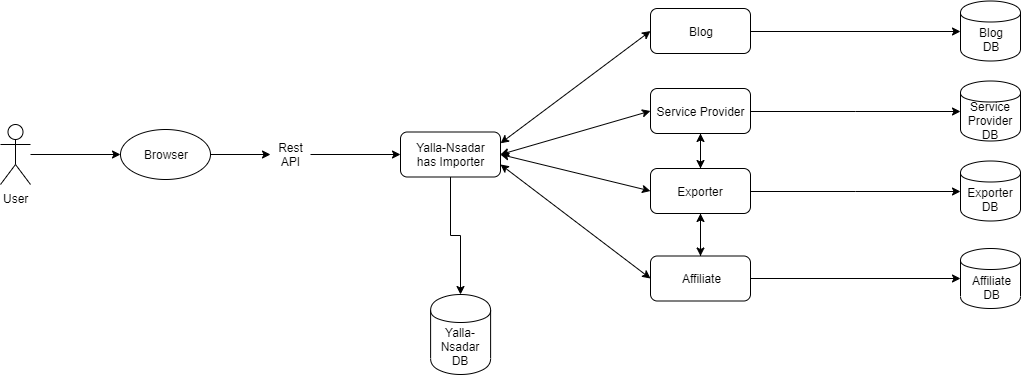 User
Browser
Rest
API
Yalla-Nsadar
has Importer
Yalla-
Nsadar
DB
Blog
Service Provider
Exporter
Affiliate
Blog
DB
Service
Provider
DB
Exporter
DB
Affiliate
DB